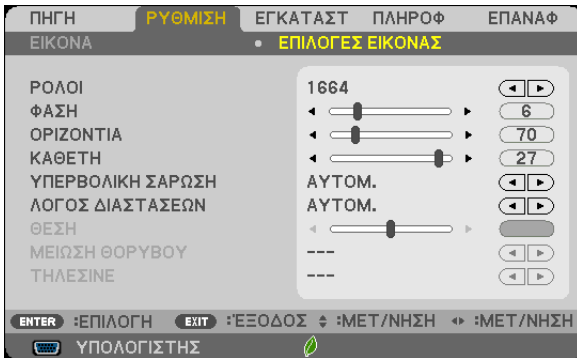 ΠΗΓΗ ΡΥΘΜΙΣΗ ΕΓΚΑΤΑΣΤ ΠΛΗΡΟΦ ΕΠΑΝΑΦ
ΕΙΚΟΝΑ • ΕΠΙΛΟΓΕΣ ΕΙΚΟΝΑΣ
ΡΟΛΟΙ 1664
ΦΑΣΗ 6
ΟΡΙΖΟΝΤΙΑ 70
ΚΑΘΕΤΗ 27
ΥΠΕΡΒΟΛΙΚΗ ΣΑΡΩΣΗ ΑΥΤΟΜ.
ΛΟΓΟΣ ΔΙΑΣΤΑΣΕΩΝ ΑΥΤΟΜ.
ΘΕΣΗ
ΜΕΙΩΣΗ ΘΟΡΥΒΟΥ ---
ΤΗΛΕΣΙΝΕ ---
ENTER :ΕΠΙΛΟΓΗ EXIT :ΈΞΟΔΟΣ :ΜΕΤ/ΝΗΣΗ :ΜΕΤ/ΝΗΣΗ
ΥΠΟΛΟΓΙΣΤΗΣ